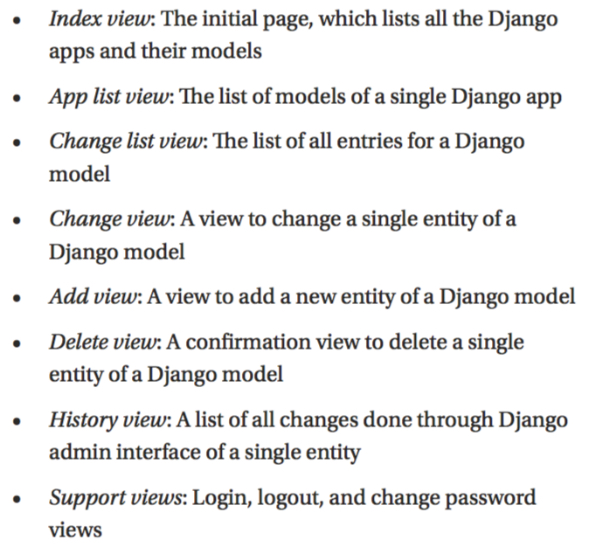 • Index view: The initial page, which lists all the Django
apps and their models
• App list view: The list of models of a single Django app
• Change list view: The list of all entries for a Django
model
• Change view: A view to change a single entity of a
Django model
• Add view: A view to add a new entity of a Django model
• Delete view: A confirmation view to delete a single
entity of a Django model
• History view: A list of all changes done through Django
admin interface of a single entity
• Support views: Login, logout, and change password
views